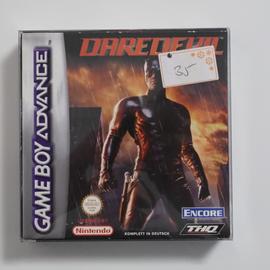 DAREDEVIL
35,-
GAME BOY ADVANCE
Nintendo
KOMPLETT IN DEUTSCH
ENCORE
THQ